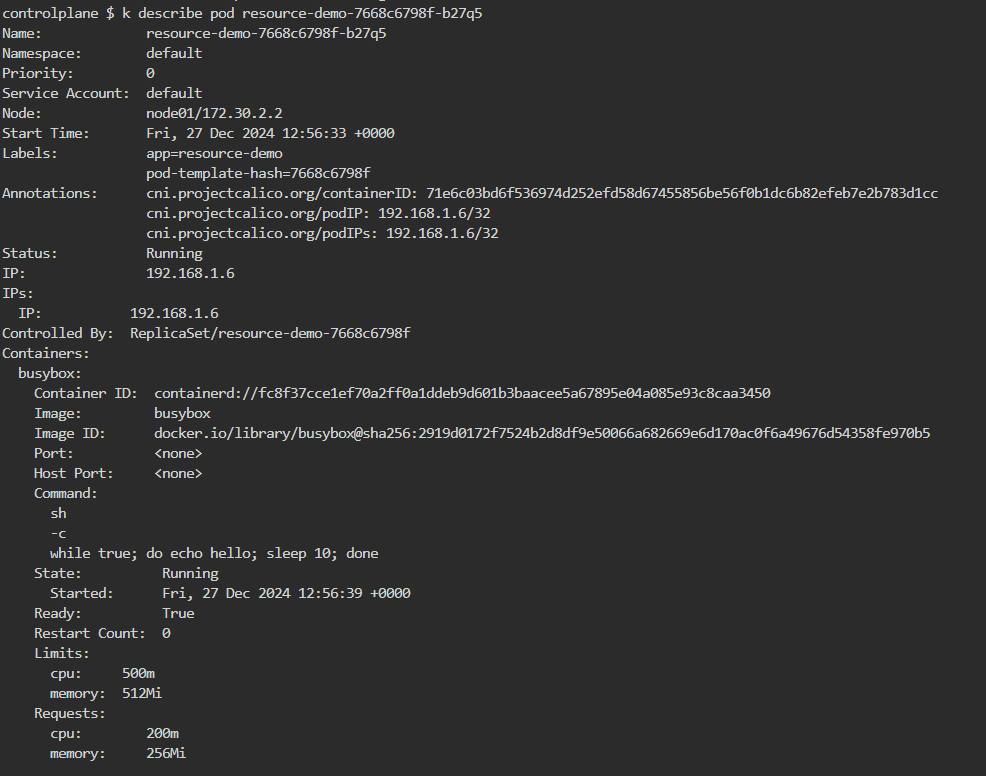 controlplane $ k describe pod resource-demo-7668c6798f-b27q5
Name:             resource-demo-7668c6798f-b27q5
Namespace:        default
Priority:         0
Service Account:  default
Node:             node01/172.30.2.2
Start Time:       Fri, 27 Dec 2024 12:56:33 +0000
Labels:           app=resource-demo
                  pod-template-hash=7668c6798f
Annotations:      cni.projectcalico.org/containerID: 71e6c03bd6f536974d252efd58d67455856be56f0b1dc6b82efeb7e2b783d1cc
                  cni.projectcalico.org/podIP: 192.168.1.6/32
                  cni.projectcalico.org/podIPs: 192.168.1.6/32
Status:           Running
IP:               192.168.1.6
IPs:
  IP:           192.168.1.6
Controlled By:  ReplicaSet/resource-demo-7668c6798f
Containers:
  busybox:
    Container ID:  containerd://fc8f37cce1ef70a2ff0a1ddeb9d601b3baacee5a67895e04a085e93c8caa3450
    Image:         busybox
    Image ID:      docker.io/library/busybox@sha256:2919d0172f7524b2d8df9e50066a682669e6d170ac0f6a49676d54358fe970b5
    Port:          <none>
    Host Port:     <none>
    Command:
      sh
      -c
      while true; do echo hello; sleep 10; done
    State:          Running
      Started:      Fri, 27 Dec 2024 12:56:39 +0000
    Ready:          True
    Restart Count:  0
    Limits:
      cpu:     500m
      memory:  512Mi
    Requests:
      cpu:        200m
      memory:     256Mi